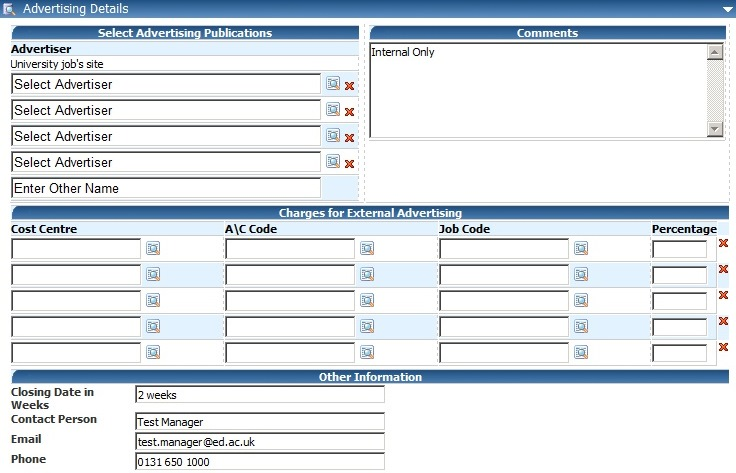 Advertising Details
Select Advertising Publications
Comments
Advertiser
University job's site
Internal Only
Select Advertiser
Select Advertiser
Select Advertiser
Select Advertiser
Enter Other Name
Charges for External Advertising
Cost Centre A\C Code Job Code Percentage
Other Information
Closing Date in
Weeks
2 weeks
Contact Person Test Manager
Email test.manager@ed.ac.uk
Phone 0131 650 1000